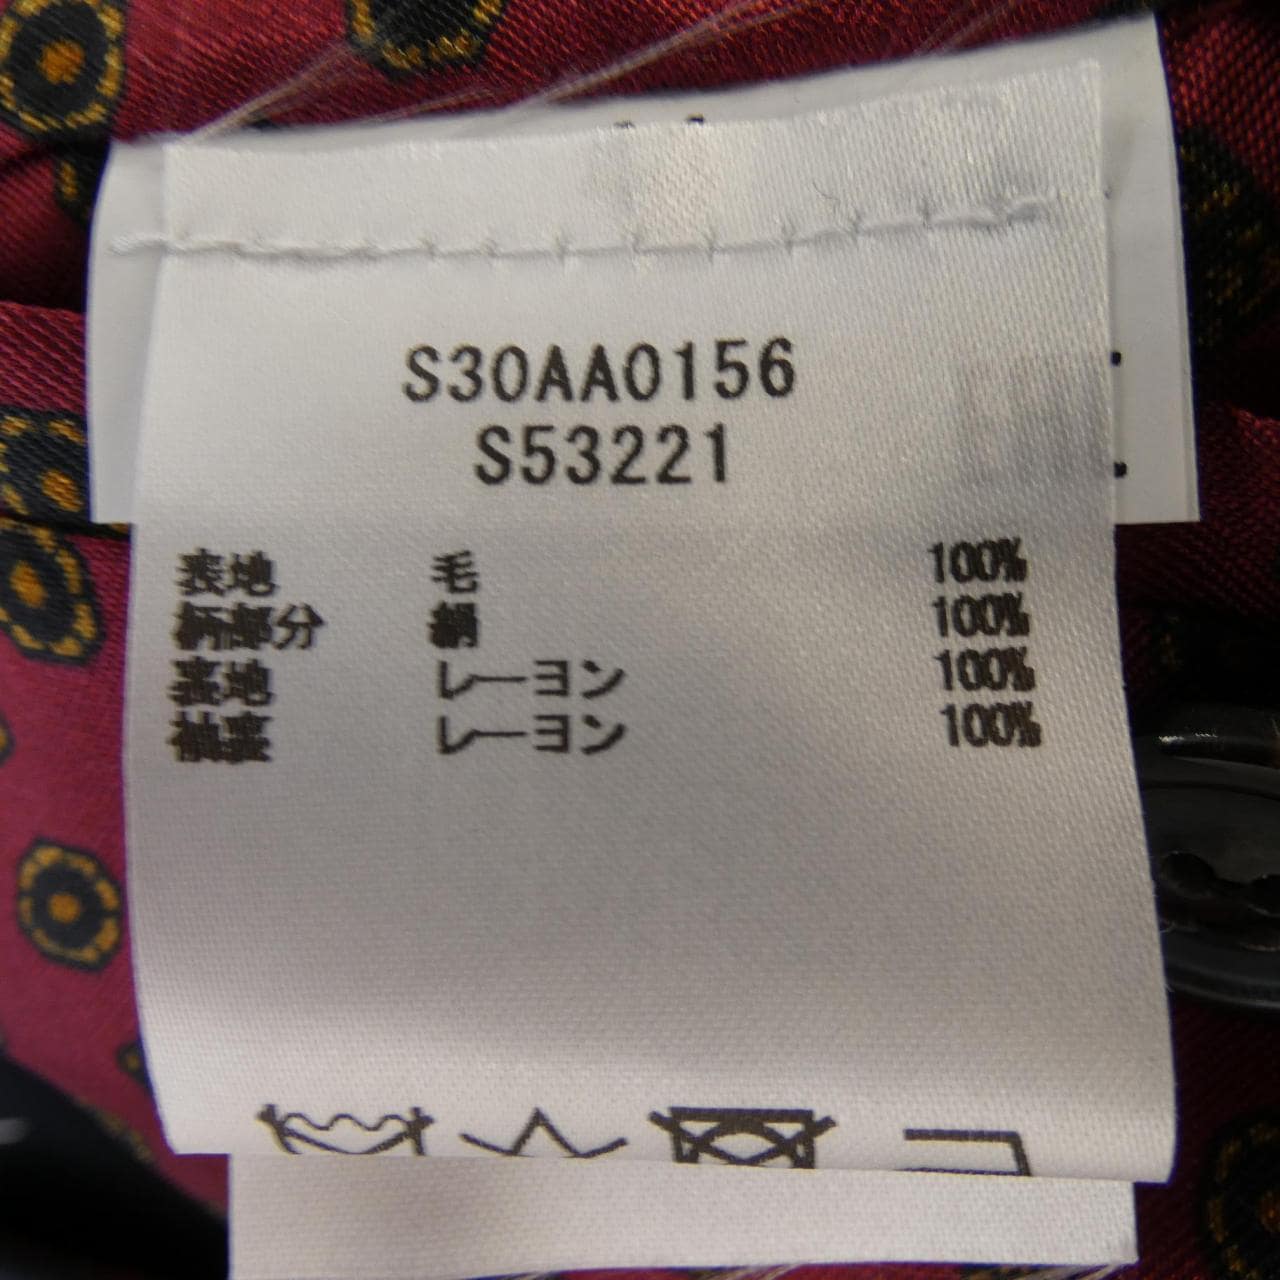 S30AA0156
S53221
表地 毛 100%
柄部分 絹 100%
裏地 レーヨン 100%
袖裏 レーヨン 100%